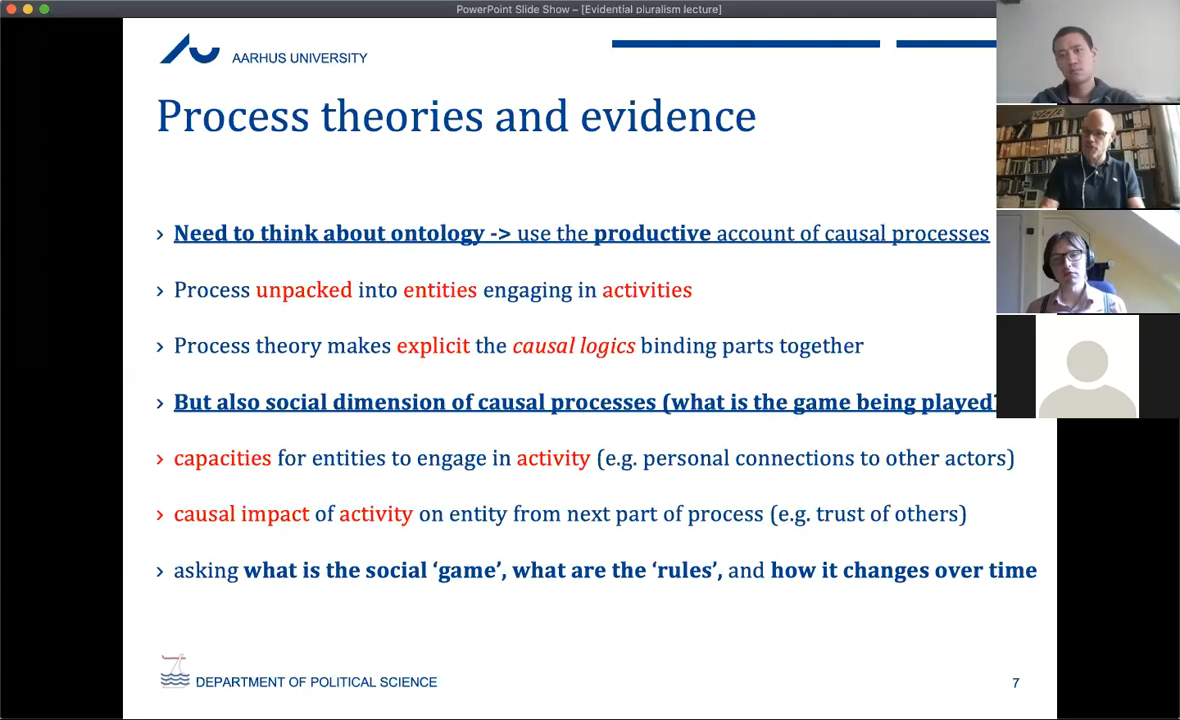 PowerPoint Slide Show – [Evidential pluralism lecture]
AARHUS UNIVERSITY
Process theories and evidence
› Need to think about ontology -> use the productive account of causal processes
› Process unpacked into entities engaging in activities
› Process theory makes explicit the causal logics binding parts together
› But also social dimension of causal processes (what is the game being played?
› capacities for entities to engage in activity (e.g. personal connections to other actors)
› causal impact of activity on entity from next part of process (e.g. trust of others)
› asking what is the social ‘game’, what are the ‘rules’, and how it changes over time
DEPARTMENT OF POLITICAL SCIENCE
7